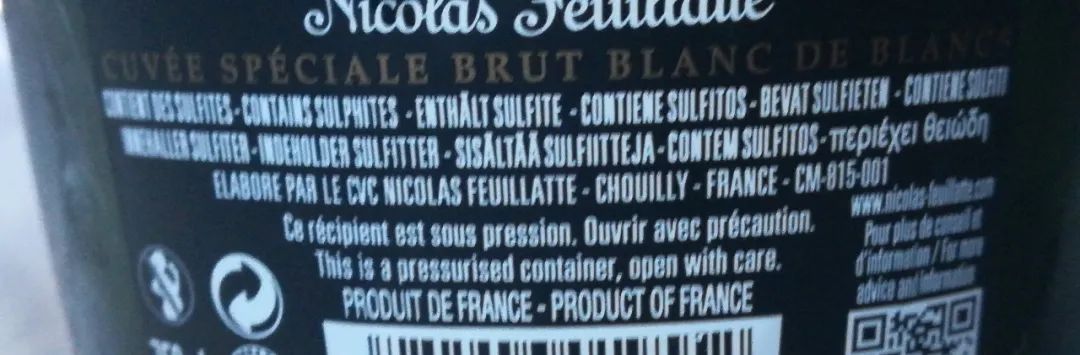 Nicolas Feuillatte
CUVÉE SPÉCIALE BRUT BLANC DE BLANCS
CONTIENT DES SULFITES - CONTAINS SULPHITES - ENTHÄLT SULFITE - CONTIENE SULFITOS - BEVAT SULFIETEN - CONTIENE SOLFITI
INNEHALLER SULFITER - INDEHOLDER SULFITTER - SISÄLTÄÄ SULFIITTEJA - CONTEM SULFITOS - περιέχει θειώδη
ELABORE PAR LE CVC NICOLAS FEUILLATTE - CHOUILLY - FRANCE - CM-815-001
Ce récipient est sous pression. Ouvrir avec précaution.
This is a pressurised container, open with care.
PRODUIT DE FRANCE - PRODUCT OF FRANCE
www.nicolas-feuillatte.com
Pour plus de conseil et
d'information / For more
advice and information